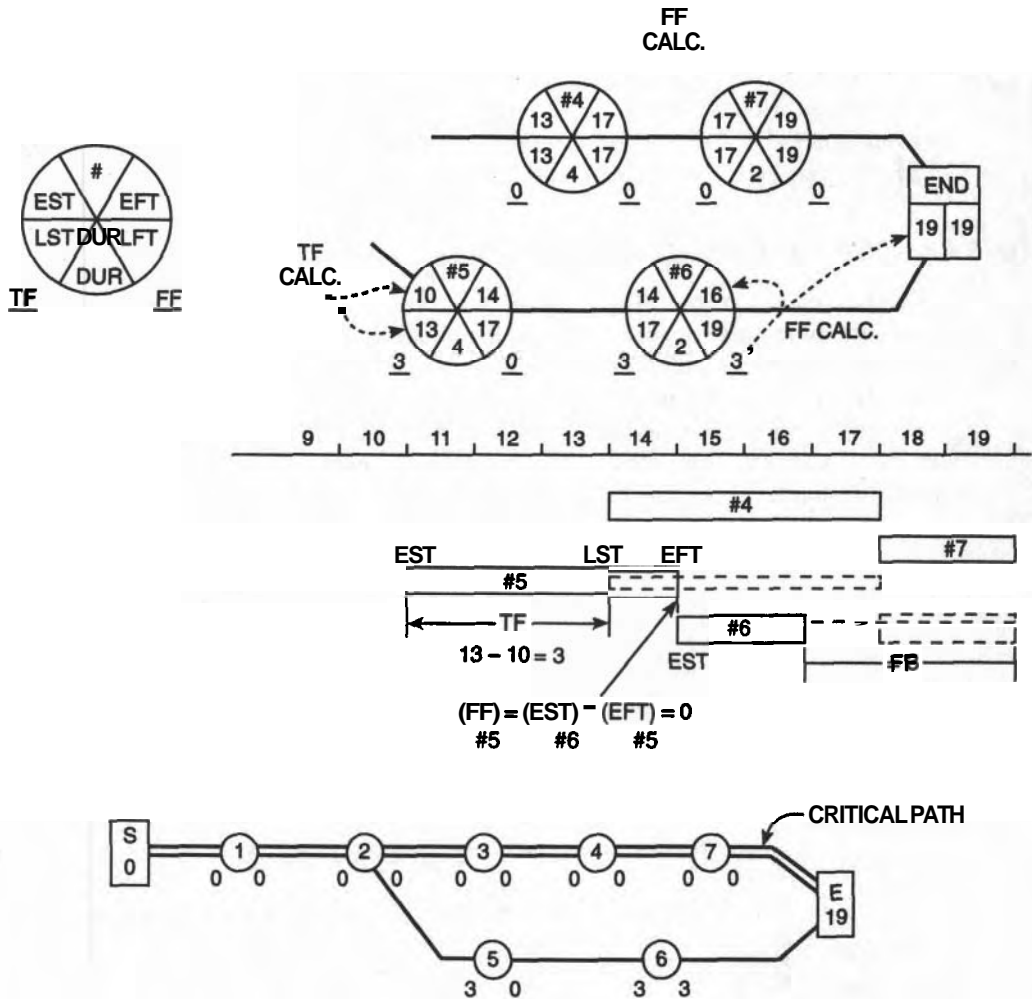 FF
CALC.
#4
13 17
13 17
4
0 0
#7
17 19
17 19
2
0 0
END
19 19
#
EST EFT
LST DUR LFT
DUR
TF FF
TF
CALC.
#5
10 14
13 17
4
3 0
#6
14 16
17 19
2
3 3
FF CALC.
9 10 11 12 13 14 15 16 17 18 19
#4
#7
EST LST EFT
#5
#6
TF
EST
13 – 10 = 3
(FF) = (EST) – (EFT) = 0
#5 #6 #5
CRITICAL PATH
S
0
1 2 3 4 7
0 0 0 0 0 0 0 0 0 0
E
19
5 6
3 0 3 3